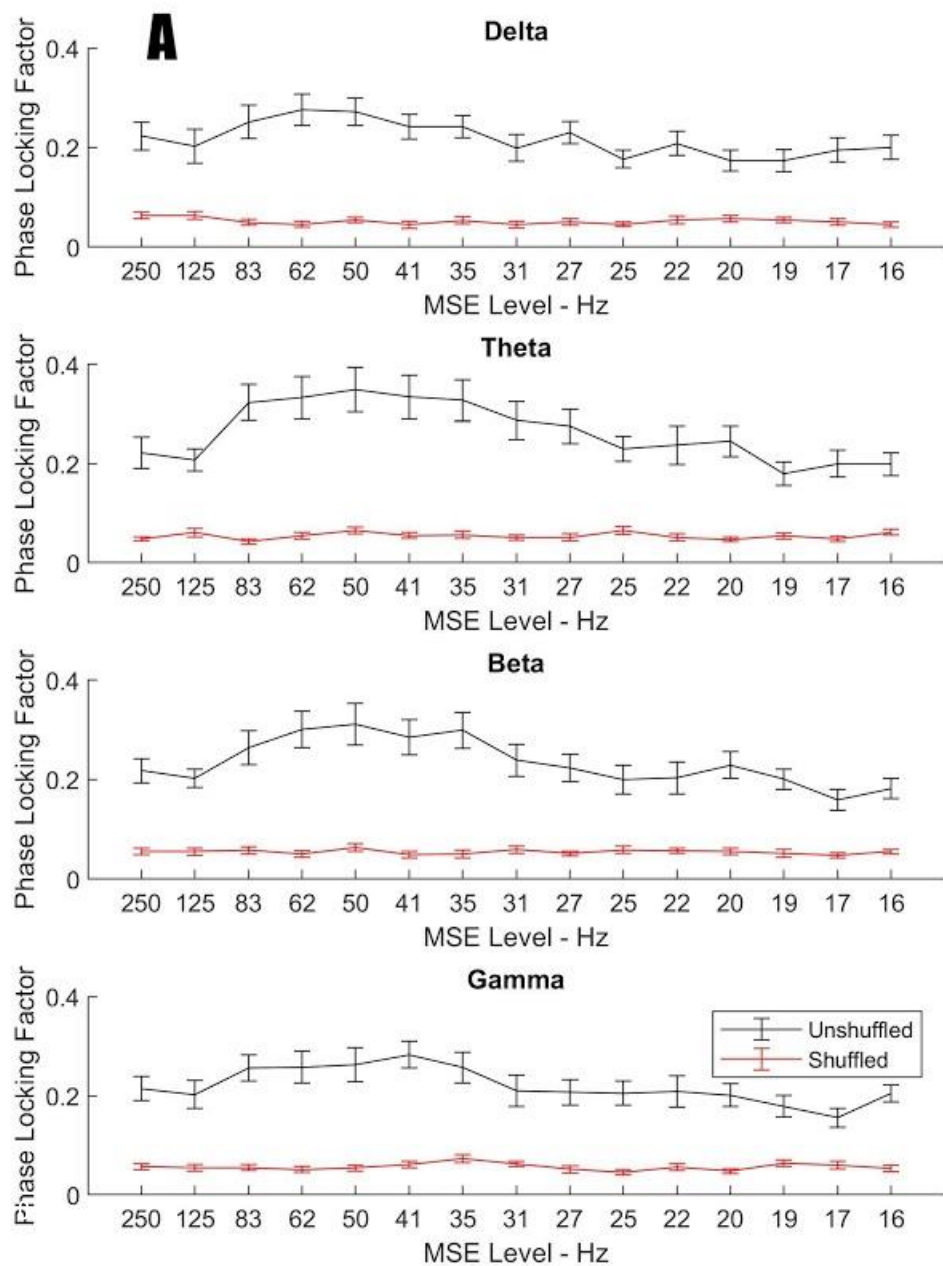 A
Delta
Phase Locking Factor
0.4
0.2
0
250 125 83 62 50 41 35 31 27 25 22 20 19 17 16
MSE Level - Hz
Theta
Phase Locking Factor
0.4
0.2
0
250 125 83 62 50 41 35 31 27 25 22 20 19 17 16
MSE Level - Hz
Beta
Phase Locking Factor
0.4
0.2
0
250 125 83 62 50 41 35 31 27 25 22 20 19 17 16
MSE Level - Hz
Gamma
Phase Locking Factor
0.4
0.2
0
Unshuffled
Shuffled
250 125 83 62 50 41 35 31 27 25 22 20 19 17 16
MSE Level - Hz